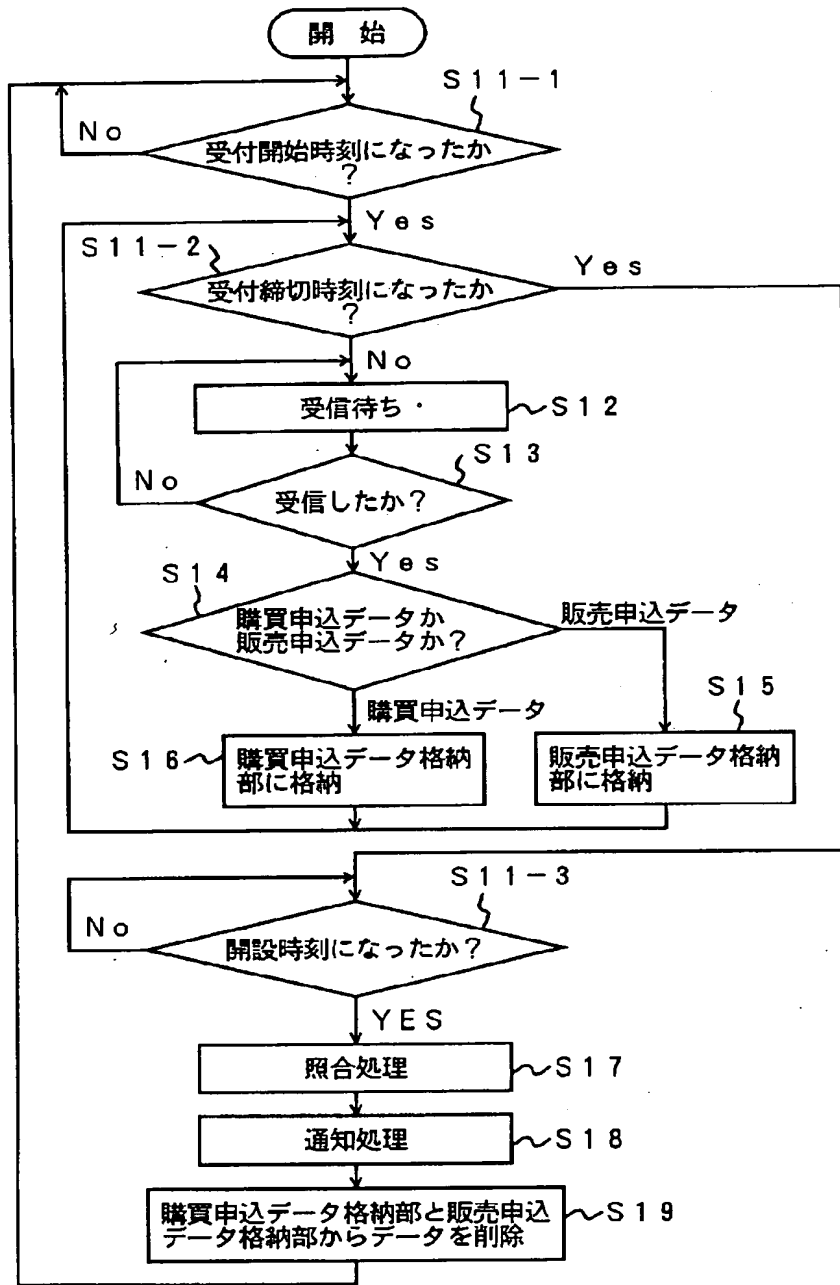 開 始
S11-1
No
受付開始時刻になったか
?
Yes
S11-2
Yes
受付締切時刻になったか
?
No
受信待ち
S12
S13
No
受信したか?
Yes
S14
購買申込データか
販売申込データか?
販売申込データ
購買申込データ
S15
S16
購買申込データ格納
部に格納
販売申込データ格納
部に格納
S11-3
No
開設時刻になったか?
YES
照合処理
S17
通知処理
S18
購買申込データ格納部と販売申込
データ格納部からデータを削除
S19